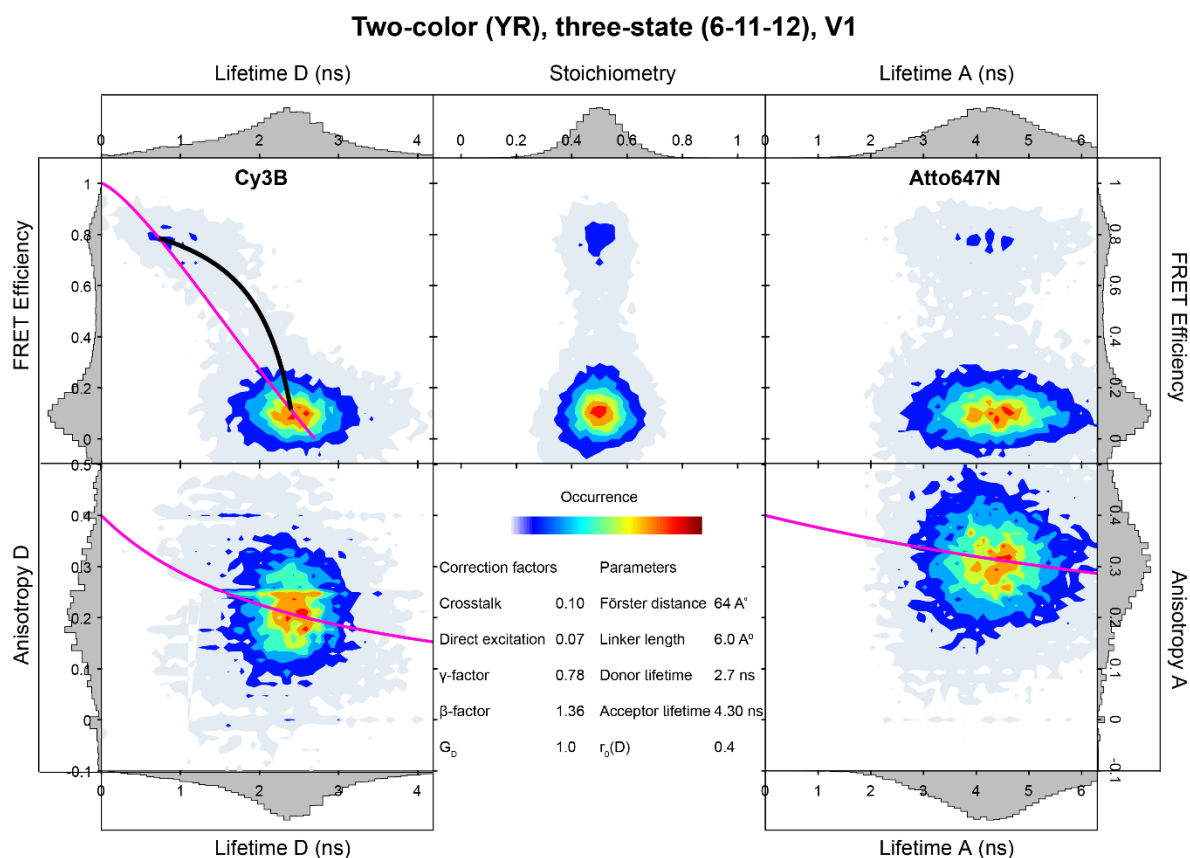 Two-color (YR), three-state (6-11-12), V1
Lifetime D (ns) Stoichiometry Lifetime A (ns)
0 1 2 3 4 0 0.2 0.4 0.6 0.8 1 0 1 2 3 4 5 6
Cy3B Atto647N
FRET Efficiency
1
0.8
0.6
0.4
0.2
0
FRET Efficiency
1
0.8
0.6
0.4
0.2
0
Anisotropy D
0.5
0.4
0.3
0.2
0.1
0
-0.1
Occurrence
Correction factors Parameters
Crosstalk 0.10 Förster distance 64 A°
Direct excitation 0.07 Linker length 6.0 Aº
γ-factor 0.78 Donor lifetime 2.7 ns
β-factor 1.36 Acceptor lifetime 4.30 ns
G_D 1.0 r_0(D) 0.4
Anisotropy A
0.5
0.4
0.3
0.2
0.1
0
-0.1
0 1 2 3 4 0 1 2 3 4 5 6
Lifetime D (ns) Lifetime A (ns)